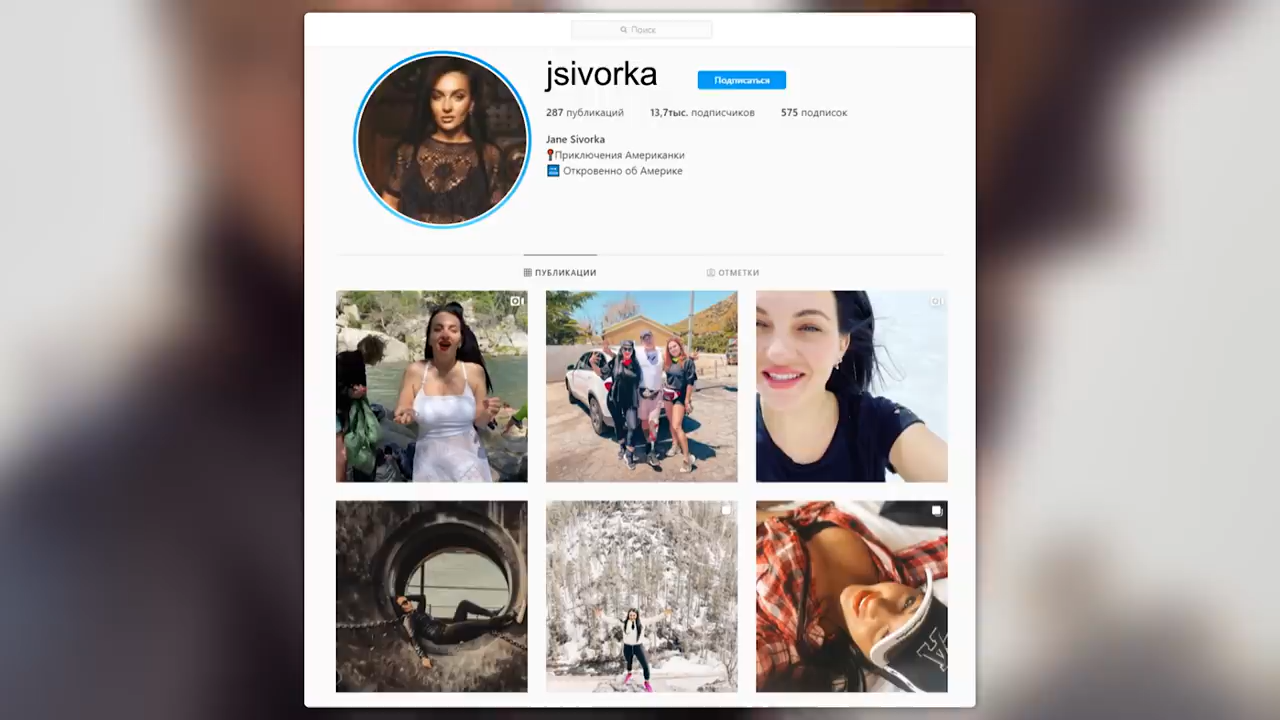 Поиск
jsivorka
Подписаться
287 публикаций 13,7тыс. подписчиков 575 подписок
Jane Sivorka
Приключения Американки
Откровенно об Америке
ПУБЛИКАЦИИ ОТМЕТКИ